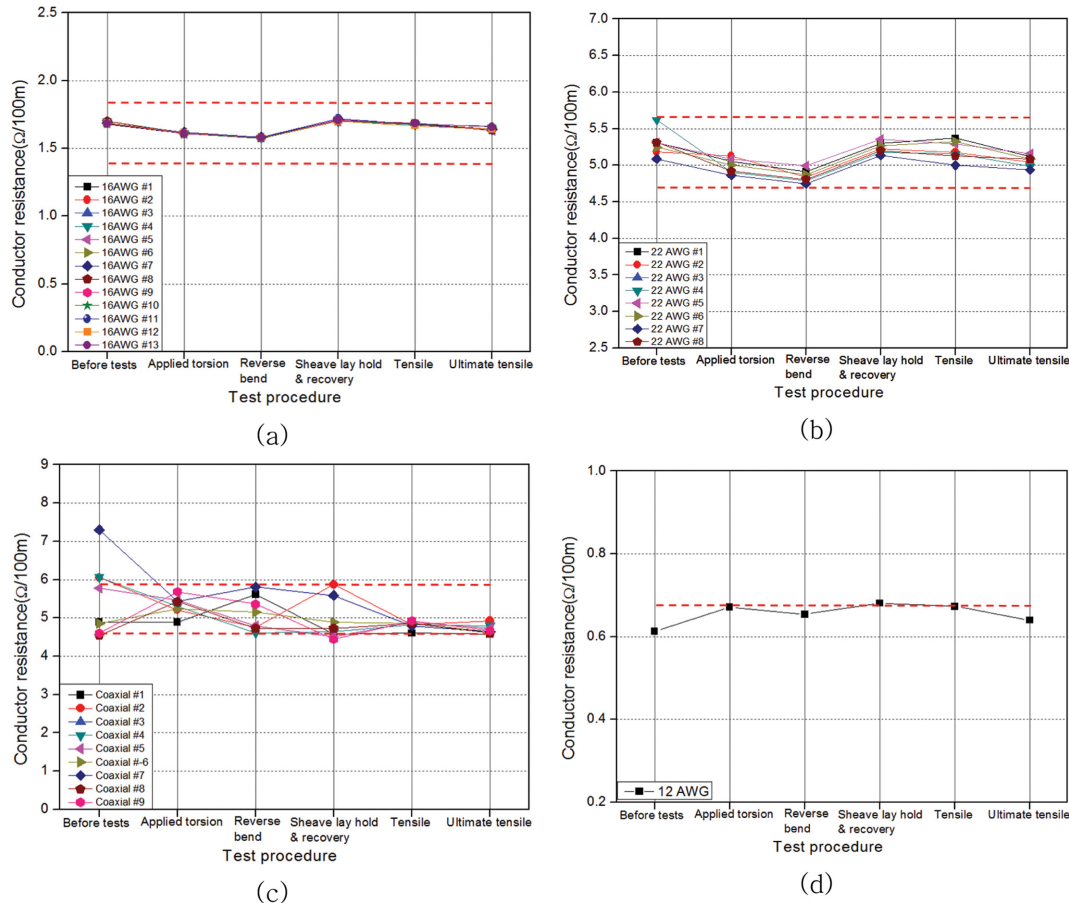 2.5
2.0
1.5
1.0
0.5
0.0
Conductor resistance(Ω/100m)
16AWG #1
16AWG #2
16AWG #3
16AWG #4
16AWG #5
16AWG #6
16AWG #7
16AWG #8
16AWG #9
16AWG #10
16AWG #11
16AWG #12
16AWG #13
Before tests
Applied torsion
Reverse
bend
Sheave lay hold
& recovery
Tensile
Ultimate tensile
Test procedure
(a)
7.0
6.5
6.0
5.5
5.0
4.5
4.0
3.5
3.0
2.5
Conductor resistance(Ω/100m)
22 AWG #1
22 AWG #2
22 AWG #3
22 AWG #4
22 AWG #5
22 AWG #6
22 AWG #7
22 AWG #8
Before tests
Applied torsion
Reverse
bend
Sheave lay hold
& recovery
Tensile
Ultimate tensile
Test procedure
(b)
9
8
7
6
5
4
3
2
1
0
Conductor resistance(Ω/100m)
Coaxial #1
Coaxial #2
Coaxial #3
Coaxial #4
Coaxial #5
Coaxial #-6
Coaxial #7
Coaxial #8
Coaxial #9
Before tests
Applied torsion
Reverse
bend
Sheave lay hold
& recovery
Tensile
Ultimate tensile
Test procedure
(c)
1.0
0.8
0.6
0.4
0.2
Conductor resistance(Ω/100m)
12 AWG
Before tests
Applied torsion
Reverse
bend
Sheave lay hold
& recovery
Tensile
Ultimate tensile
Test procedure
(d)